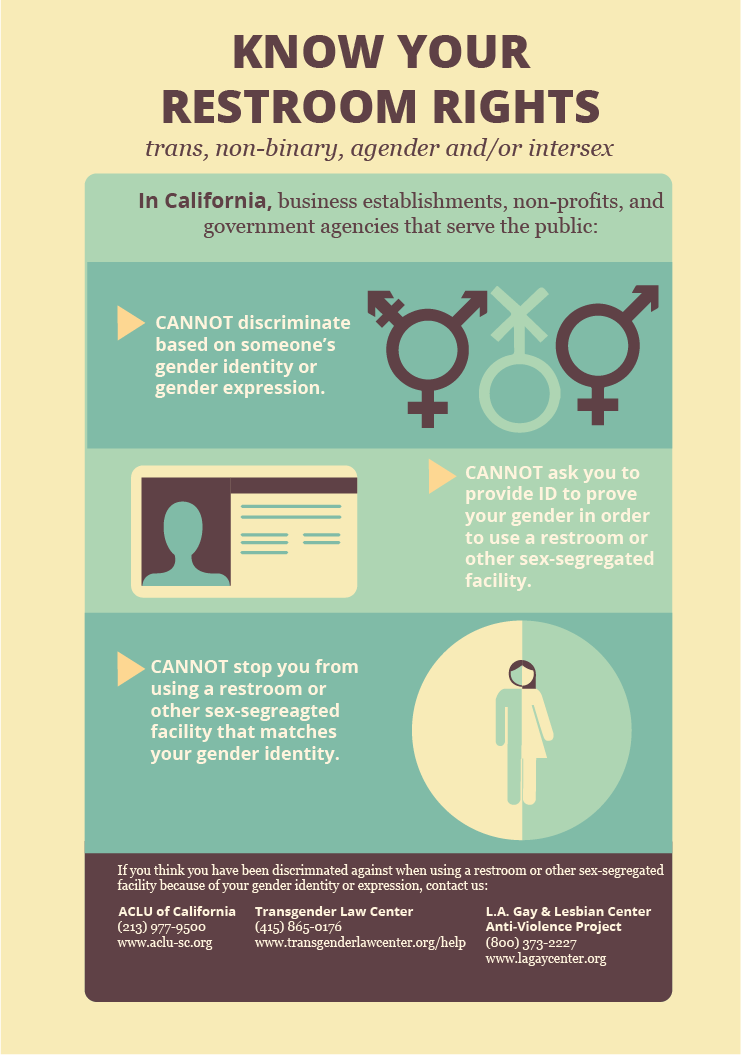 KNOW YOUR
RESTROOM RIGHTS
trans, non-binary, agender and/or intersex
In California, business establishments, non-profits, and
government agencies that serve the public:
CANNOT discriminate
based on someone's
gender identity or
gender expression.
CANNOT ask you to
provide ID to prove
your gender in order
to use a restroom or
other sex-segregated
facility.
CANNOT stop you from
using a restroom or
other sex-segreagted
facility that matches
your gender identity.
If you think you have been discrimnated against when using a restroom or other sex-segregated
facility because of your gender identity or expression, contact us:
ACLU of California
(213) 977-9500
www.aclu-sc.org
Transgender Law Center
(415) 865-0176
www.transgenderlawcenter.org/help
L.A. Gay & Lesbian Center
Anti-Violence Project
(800) 373-2227
www.lagaycenter.org